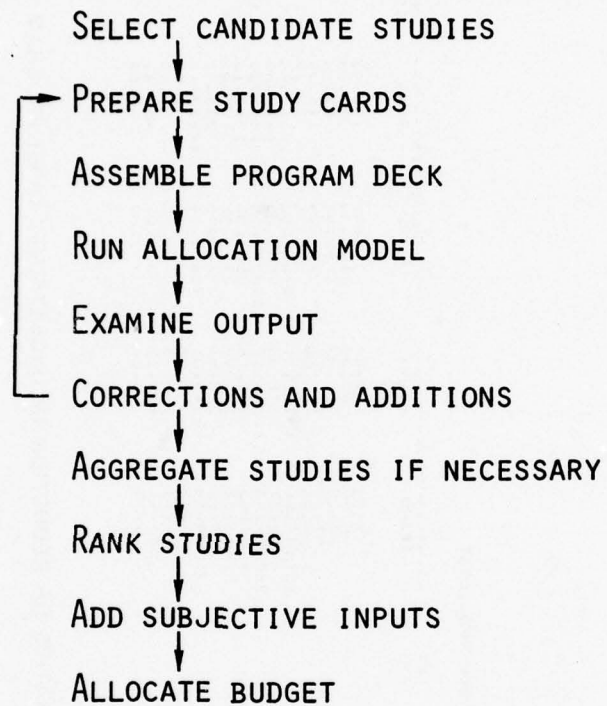 SELECT CANDIDATE STUDIES
PREPARE STUDY CARDS
ASSEMBLE PROGRAM DECK
RUN ALLOCATION MODEL
EXAMINE OUTPUT
CORRECTIONS AND ADDITIONS
AGGREGATE STUDIES IF NECESSARY
RANK STUDIES
ADD SUBJECTIVE INPUTS
ALLOCATE BUDGET